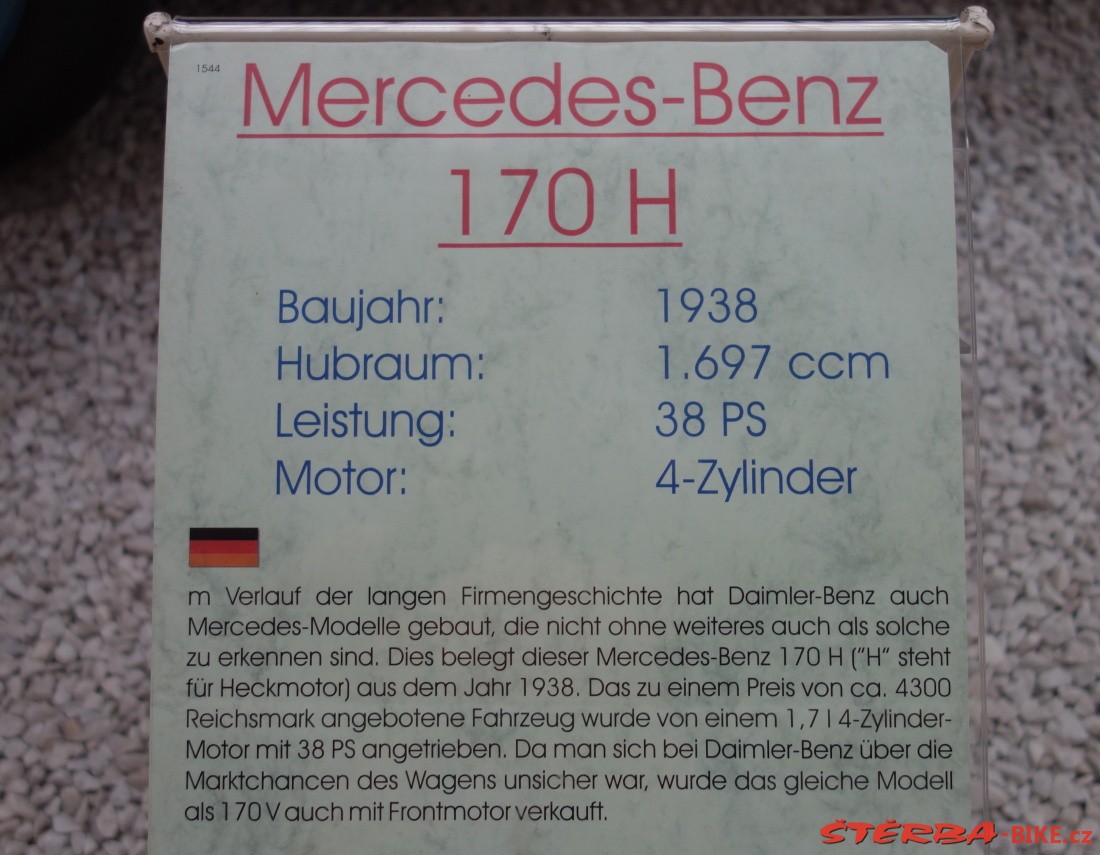 1544
Mercedes-Benz
170 H
Baujahr: 1938
Hubraum: 1.697 ccm
Leistung: 38 PS
Motor: 4-Zylinder
m Verlauf der langen Firmengeschichte hat Daimler-Benz auch
Mercedes-Modelle gebaut, die nicht ohne weiteres auch als solche
zu erkennen sind. Dies belegt dieser Mercedes-Benz 170 H ("H" steht
für Heckmotor) aus dem Jahr 1938. Das zu einem Preis von ca. 4300
Reichsmark angebotene Fahrzeug wurde von einem 1,7 l 4-Zylinder-
Motor mit 38 PS angetrieben. Da man sich bei Daimler-Benz über die
Marktchancen des Wagens unsicher war, wurde das gleiche Modell
als 170 V auch mit Frontmotor verkauft.
ŠTĚRBA-BIKE.cz